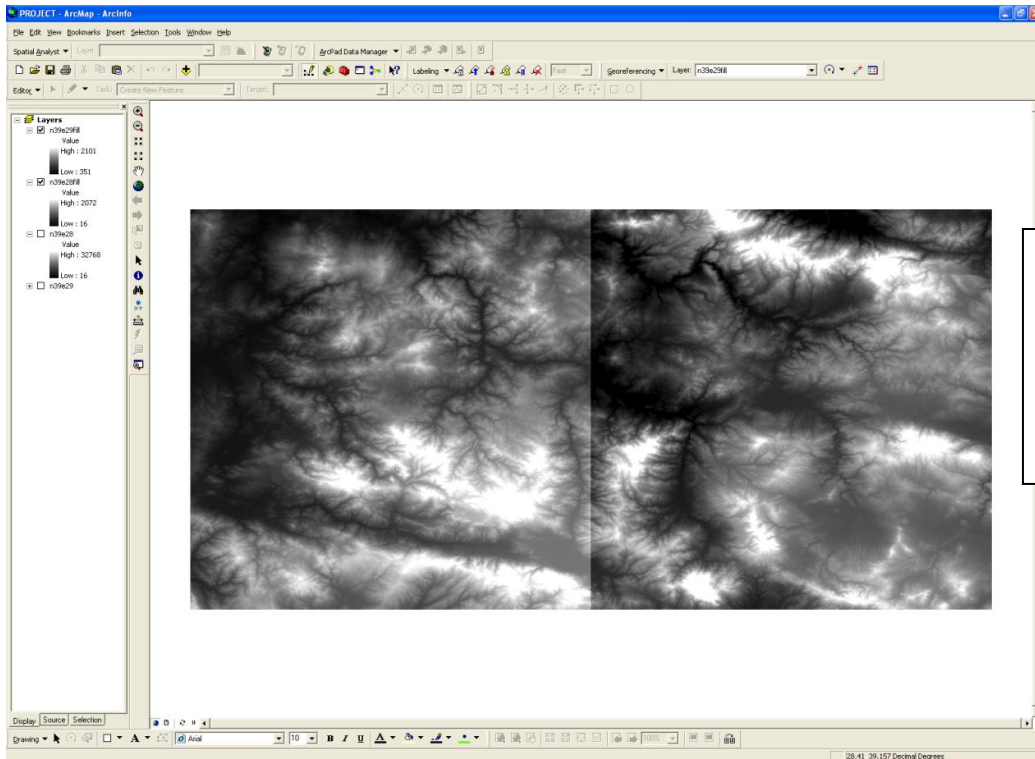 PROJECT - ArcMap - ArcInfo
File Edit View Bookmarks Insert Selection Tools Window Help
Spatial Analyst Layer: ArcPad Data Manager
Labeling Fast Georeferencing Layer: n39e29fill
Editor Task: Create New Feature Target:
Layers
n39e29fill
Value
High : 2101
Low : 351
n39e28fill
Value
High : 2072
Low : 16
n39e28
Value
High : 32768
Low : 16
n39e29
Display Source Selection
Drawing A Arial 10 B I U A 100%
28.41 39.157 Decimal Degrees